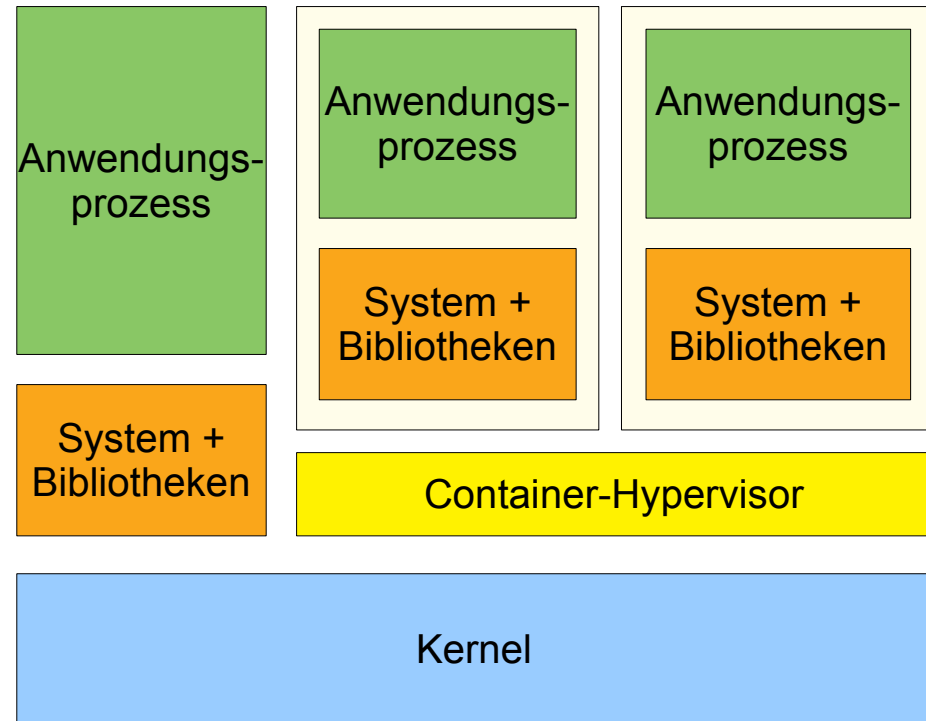 Anwendungs-
prozess
System +
Bibliotheken
Anwendungs-
prozess
System +
Bibliotheken
Anwendungs-
prozess
System +
Bibliotheken
Container-Hypervisor
Kernel